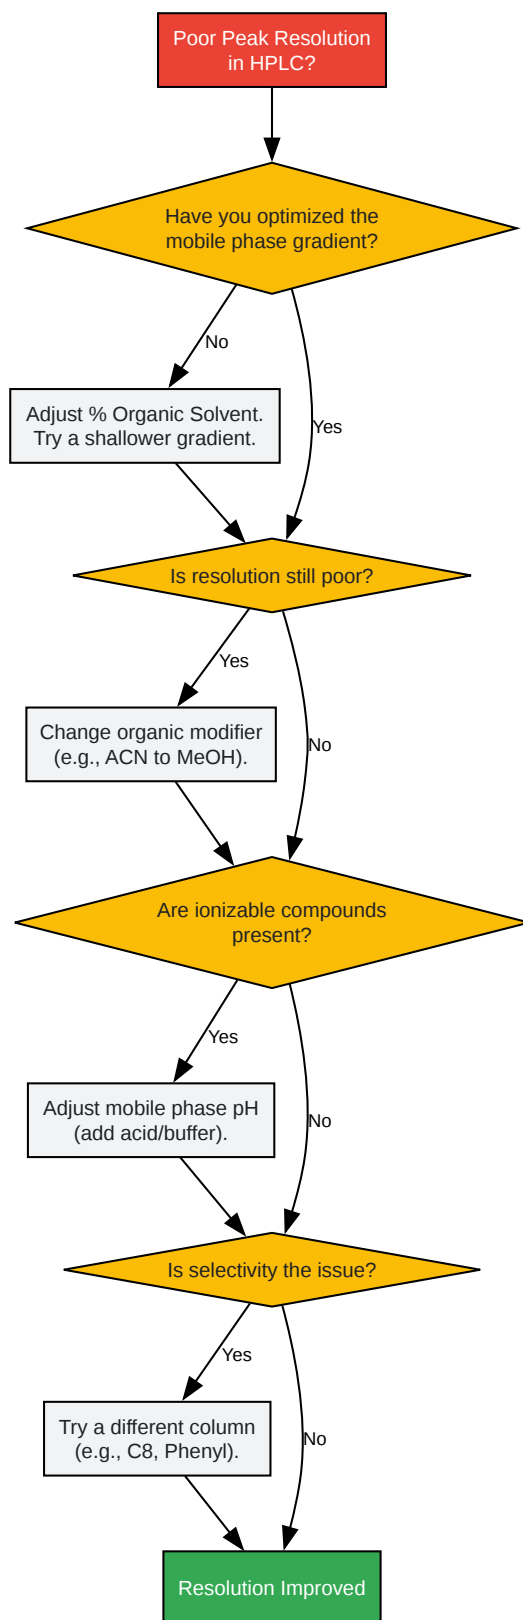 Poor Peak Resolution
in HPLC?
Have you optimized the
mobile phase gradient?
No
Adjust % Organic Solvent.
Try a shallower gradient.
Yes
Is resolution still poor?
Yes
Change organic modifier
(e.g., ACN to MeOH).
No
Are ionizable compounds
present?
Yes
Adjust mobile phase pH
(add acid/buffer).
No
Is selectivity the issue?
Yes
Try a different column
(e.g., C8, Phenyl).
No
Resolution Improved